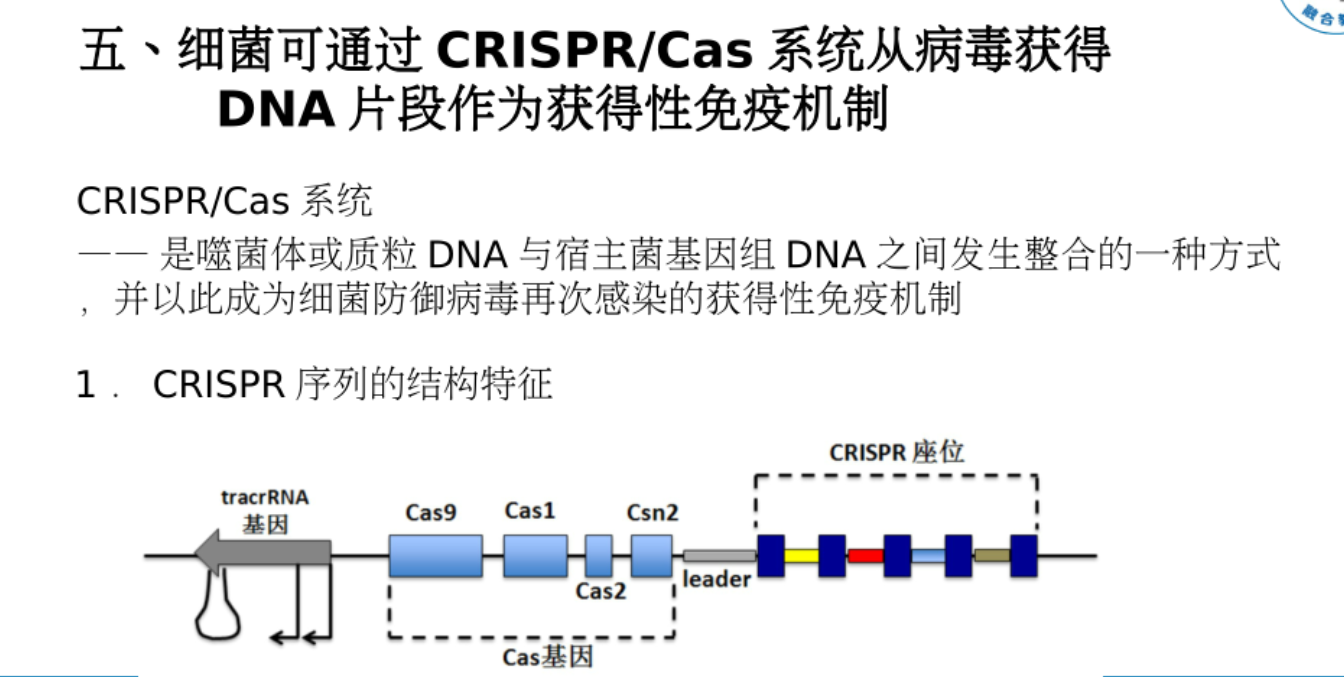 五、细菌可通过 CRISPR/Cas 系统从病毒获得
DNA 片段作为获得性免疫机制
CRISPR/Cas 系统
—— 是噬菌体或质粒 DNA 与宿主菌基因组 DNA 之间发生整合的一种方式
，并以此成为细菌防御病毒再次感染的获得性免疫机制
1． CRISPR 序列的结构特征
CRISPR 座位
tracrRNA
基因
Cas9
Cas1
Csn2
Cas2
leader
Cas基因
融合